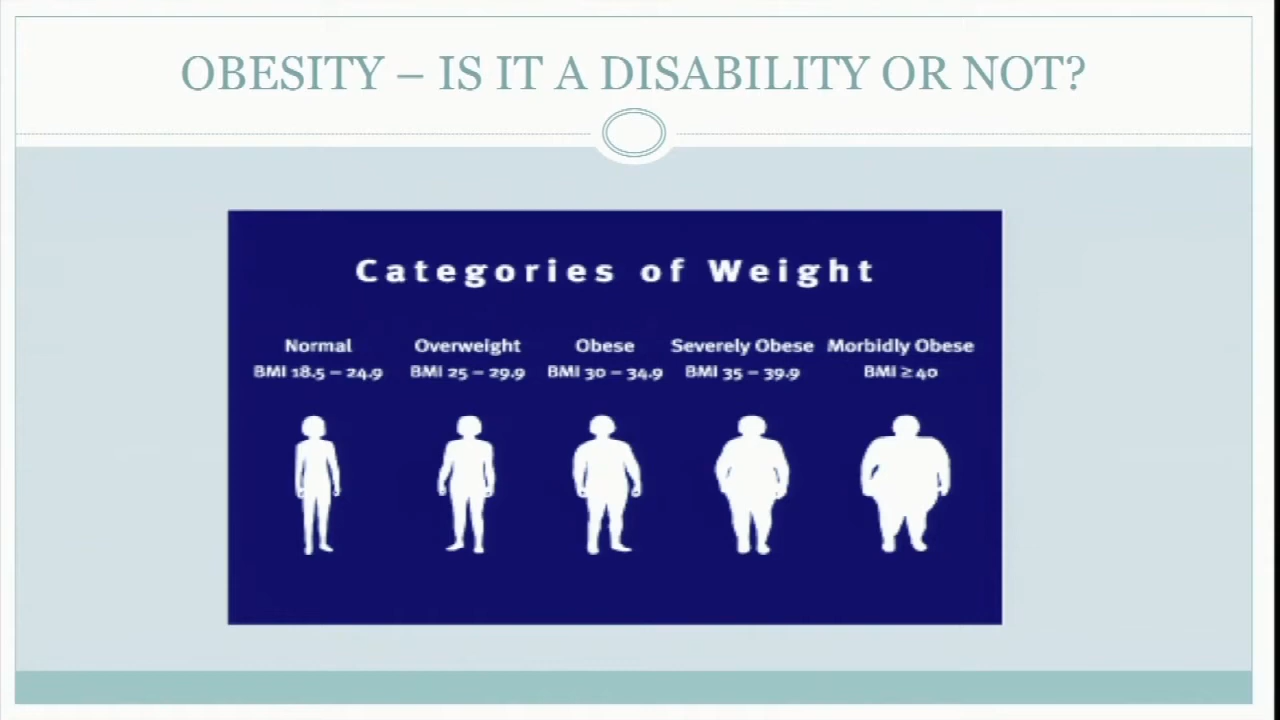 OBESITY – IS IT A DISABILITY OR NOT?
Categories of Weight
Normal Overweight Obese Severely Obese Morbidly Obese
BMI 18.5 – 24.9 BMI 25 – 29.9 BMI 30 – 34.9 BMI 35 – 39.9 BMI ≥ 40